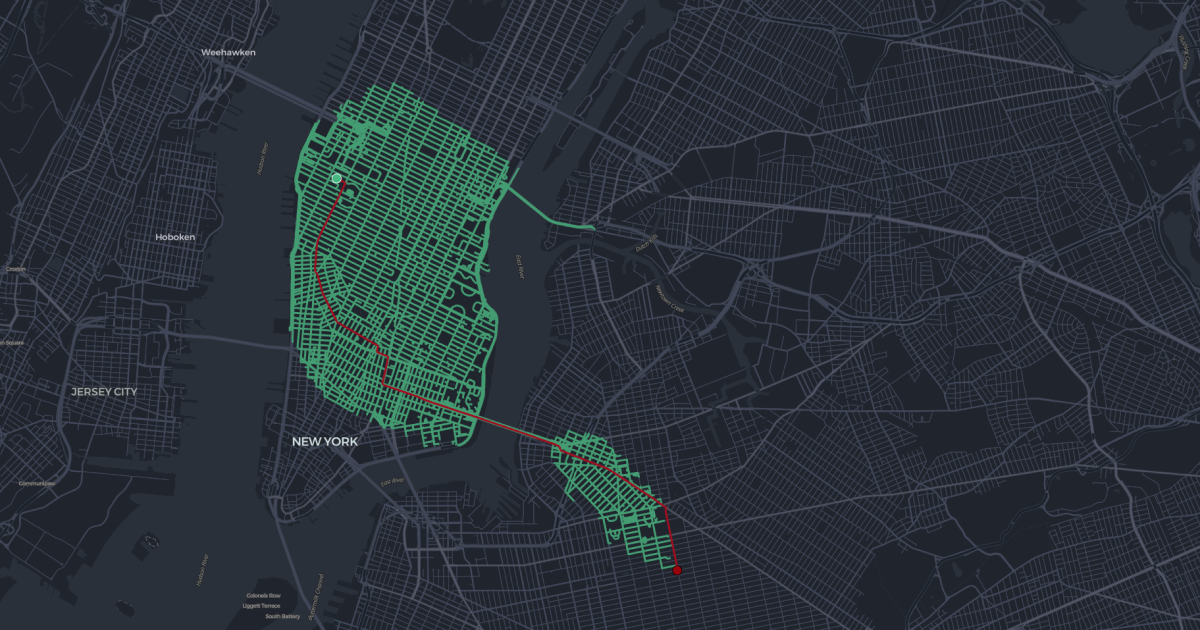 Weehawken
Hudson River
Hoboken
Dutch Kills
East River
Croxton
Newtown Creek
JERSEY CITY
NEW YORK
East River
Communipaw
Hudson River
Buttermilk Channel
Colonels Row
Liggett Terrace
South Battery